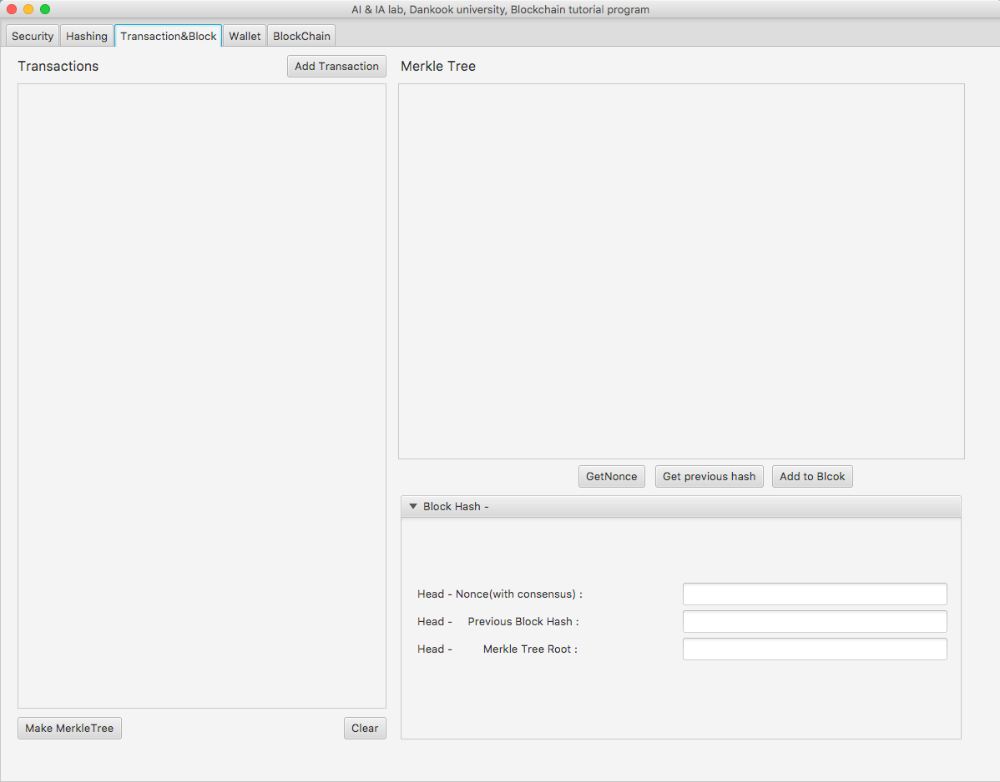 AI & IA lab, Dankook university, Blockchain tutorial program
Security Hashing Transaction&Block Wallet BlockChain
Transactions Add Transaction Merkle Tree
GetNonce Get previous hash Add to Blcok
Block Hash -
Head - Nonce(with consensus) :
Head - Previous Block Hash :
Head - Merkle Tree Root :
Make MerkleTree Clear